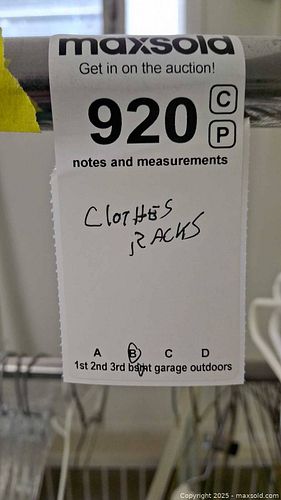 maxsold
Get in on the auction!
920
C
P
notes and measurements
CLOTHES
RACKS
A B C D
1st 2nd 3rd bsmt garage outdoors
Copyright 2025 - maxsold.com